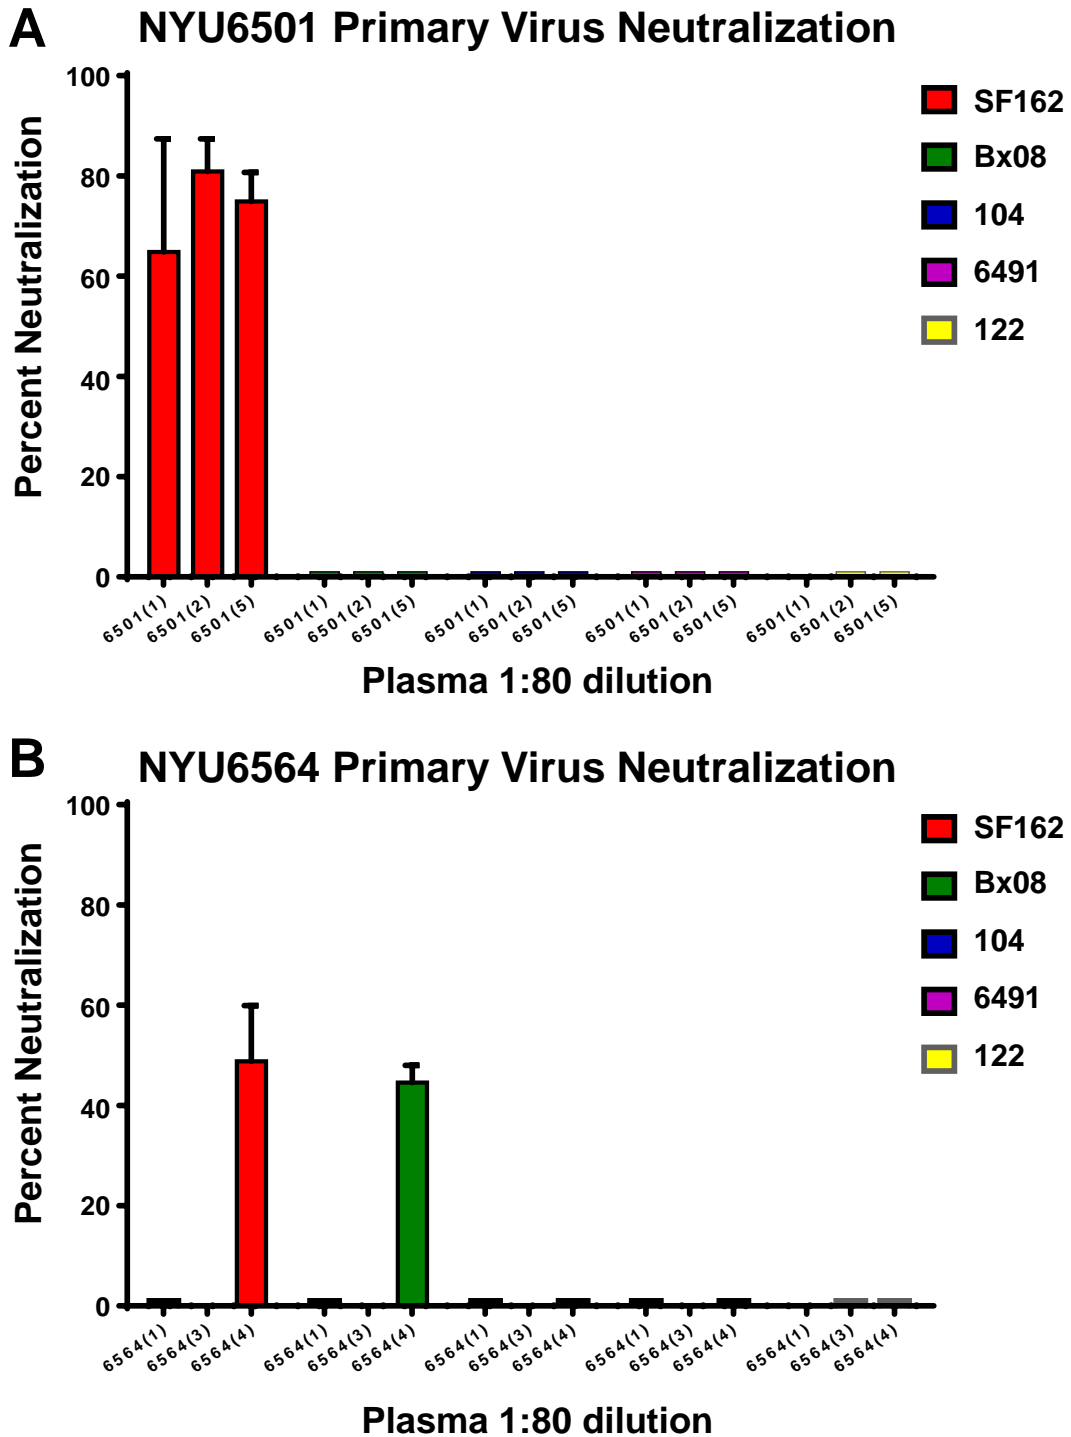 A
NYU6501 Primary Virus Neutralization
Percent Neutralization
100
80
60
40
20
0
6501(1) 6501(2) 6501(5) 6501(1) 6501(2) 6501(5) 6501(1) 6501(2) 6501(5) 6501(1) 6501(2) 6501(5) 6501(1) 6501(2) 6501(5)
Plasma 1:80 dilution
SF162
Bx08
104
6491
122
B
NYU6564 Primary Virus Neutralization
Percent Neutralization
100
80
60
40
20
0
6564(1) 6564(3) 6564(4) 6564(1) 6564(3) 6564(4) 6564(1) 6564(3) 6564(4) 6564(1) 6564(3) 6564(4) 6564(1) 6564(3) 6564(4)
Plasma 1:80 dilution
SF162
Bx08
104
6491
122